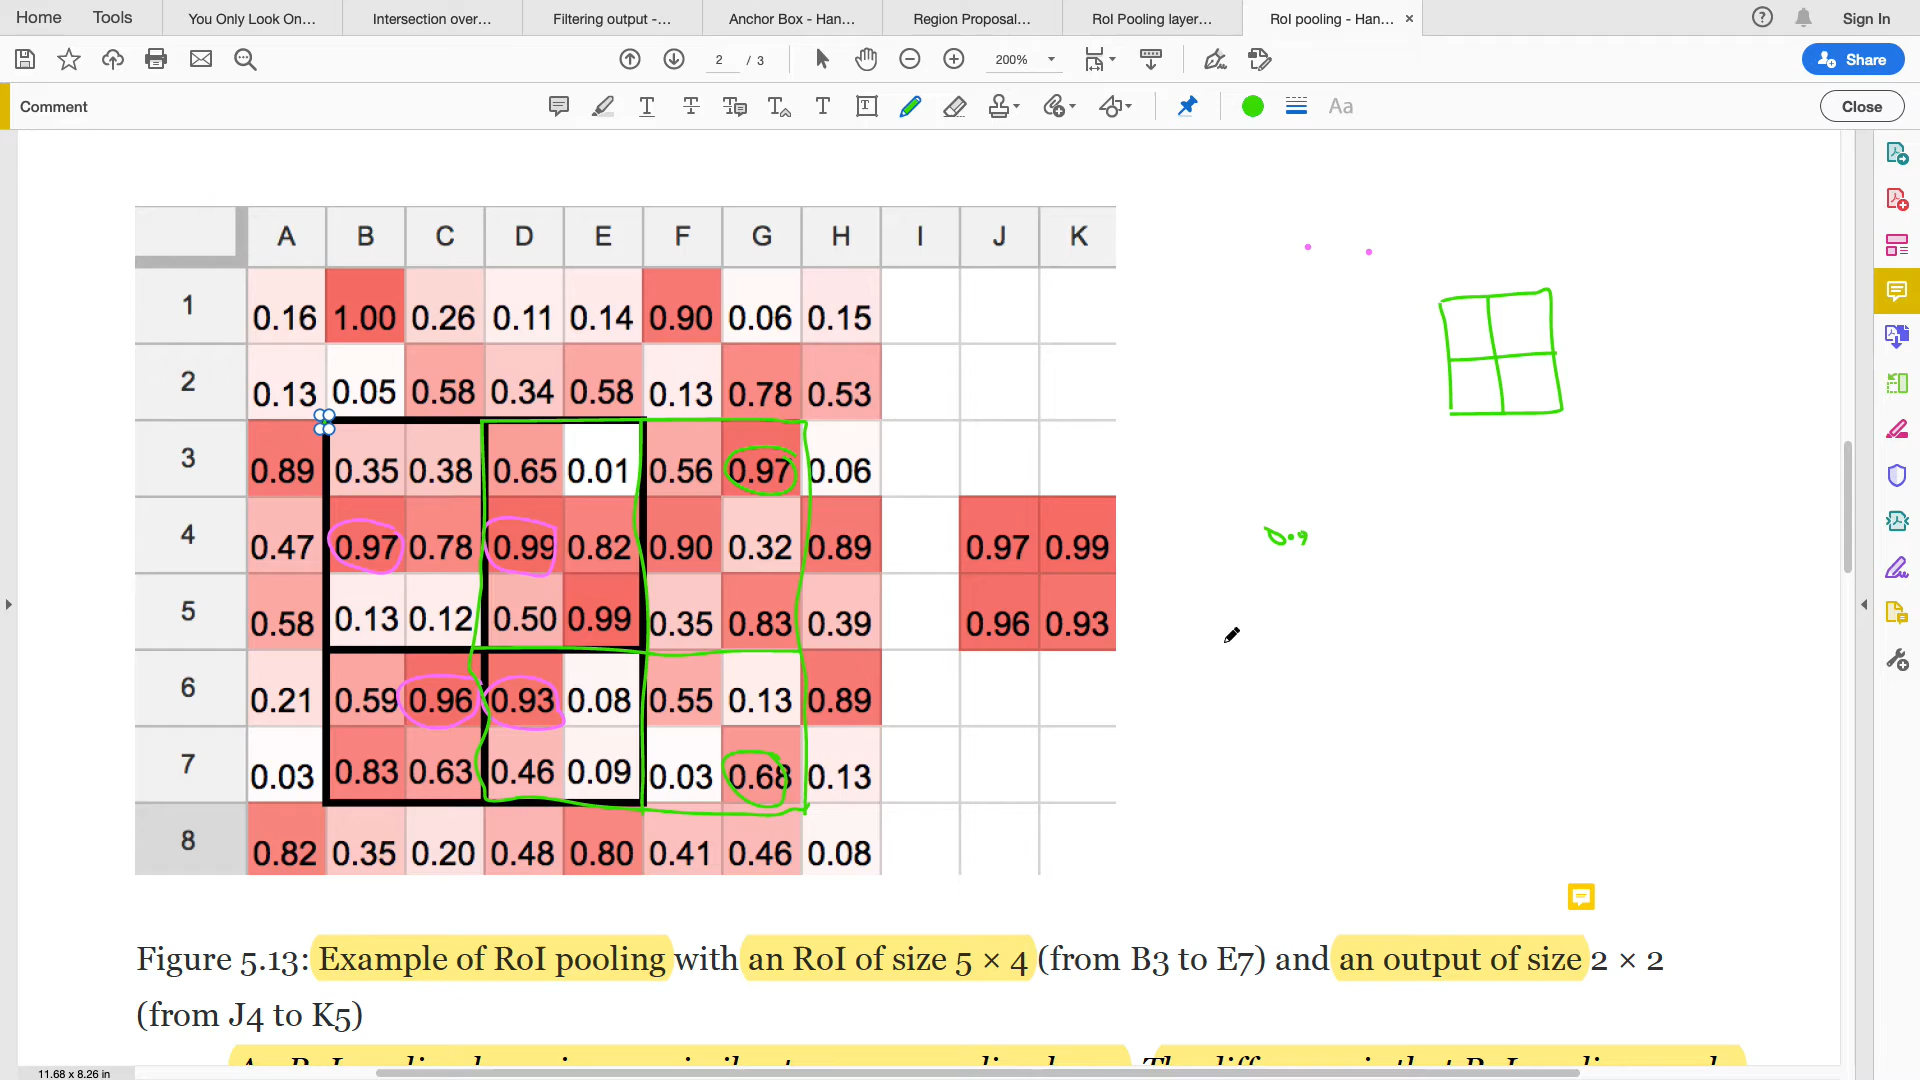 Home Tools You Only Look On... Intersection over... Filtering output -... Anchor Box - Han... Region Proposal... RoI Pooling layer... RoI pooling - Han... × Sign In
2 / 3 200% Share
Comment Aa Close
A B C D E F G H I J K
1 0.16 1.00 0.26 0.11 0.14 0.90 0.06 0.15
2 0.13 0.05 0.58 0.34 0.58 0.13 0.78 0.53
3 0.89 0.35 0.38 0.65 0.01 0.56 0.97 0.06
4 0.47 0.97 0.78 0.99 0.82 0.90 0.32 0.89 0.97 0.99
5 0.58 0.13 0.12 0.50 0.99 0.35 0.83 0.39 0.96 0.93
6 0.21 0.59 0.96 0.93 0.08 0.55 0.13 0.89
7 0.03 0.83 0.63 0.46 0.09 0.03 0.68 0.13
8 0.82 0.35 0.20 0.48 0.80 0.41 0.46 0.08
0.9
Figure 5.13: Example of RoI pooling with an RoI of size 5 × 4 (from B3 to E7) and an output of size 2 × 2
(from J4 to K5)
11.68 x 8.26 in